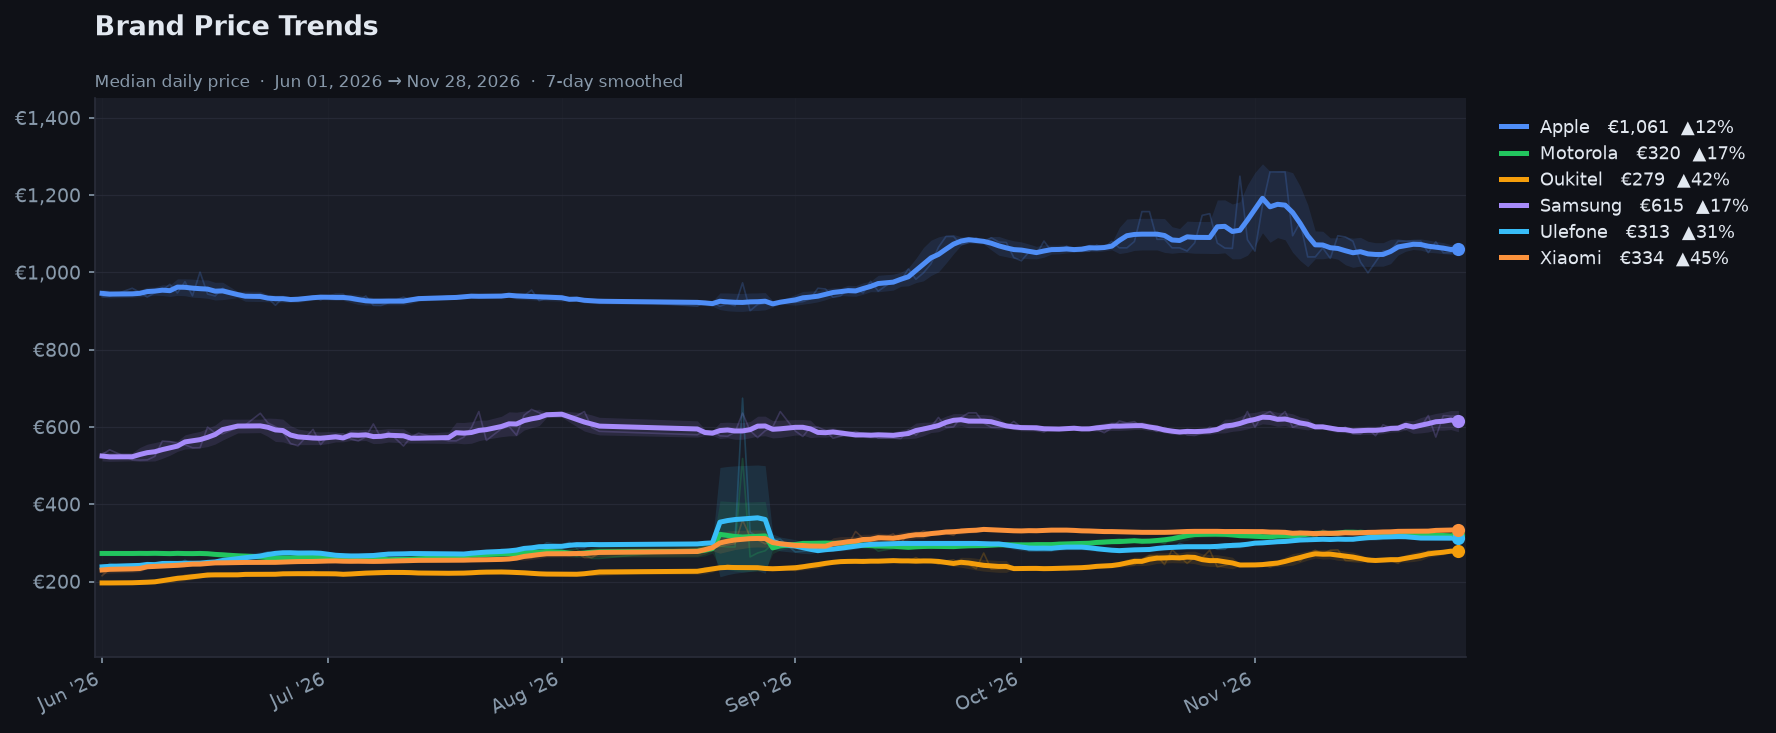 Brand Price Trends
Median daily price · Jun 01, 2026 → Nov 28, 2026 · 7-day smoothed
€1,400
€1,200
€1,000
€800
€600
€400
€200
Jun '26
Jul '26
Aug '26
Sep '26
Oct '26
Nov '26
Apple €1,061 ▲12%
Motorola €320 ▲17%
Oukitel €279 ▲42%
Samsung €615 ▲17%
Ulefone €313 ▲31%
Xiaomi €334 ▲45%